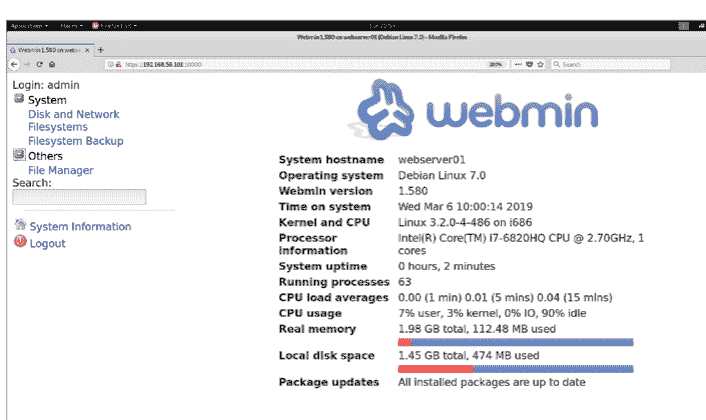 Webmin 1.580 on webserver01 (Debian Linux 7.0) - Mozilla Firefox
https://192.168.56.101:10000
Search
Login: admin
System
Disk and Network
Filesystems
Filesystem Backup
Others
File Manager
Search:
System Information
Logout
webmin
System hostname webserver01
Operating system Debian Linux 7.0
Webmin version 1.580
Time on system Wed Mar 6 10:00:14 2019
Kernel and CPU Linux 3.2.0-4-486 on i686
Processor information Intel(R) Core(TM) i7-6820HQ CPU @ 2.70GHz, 1 cores
System uptime 0 hours, 2 minutes
Running processes 63
CPU load averages 0.00 (1 min) 0.01 (5 mins) 0.04 (15 mins)
CPU usage 7% user, 3% kernel, 0% IO, 90% idle
Real memory 1.98 GB total, 112.48 MB used
Local disk space 1.45 GB total, 474 MB used
Package updates All installed packages are up to date